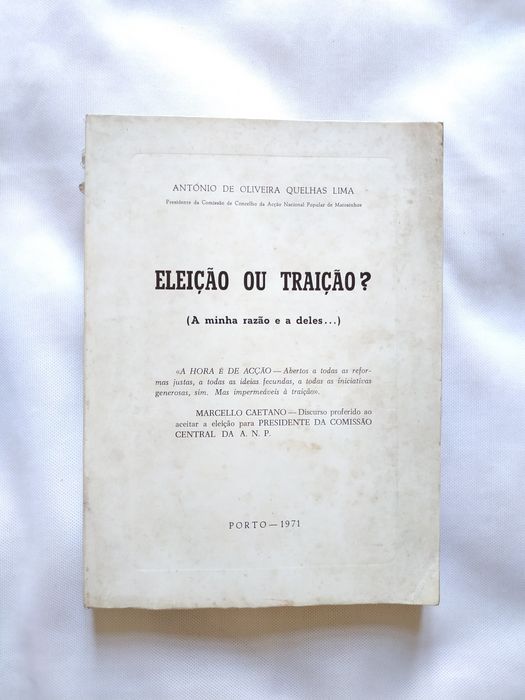 ANTÓNIO DE OLIVEIRA QUELHAS LIMA
Presidente da Comissão de Concelho da Acção Nacional Popular de Matosinhos
ELEIÇÃO OU TRAIÇÃO?
(A minha razão e a deles...)
«A HORA É DE ACÇÃO — Abertos a todas as refor-
mas justas, a todas as ideias fecundas, a todas as iniciativas
generosas, sim. Mas impermeáveis à traição».
MARCELLO CAETANO — Discurso proferido ao
aceitar a eleição para PRESIDENTE DA COMISSÃO
CENTRAL DA A. N. P.
PORTO — 1971